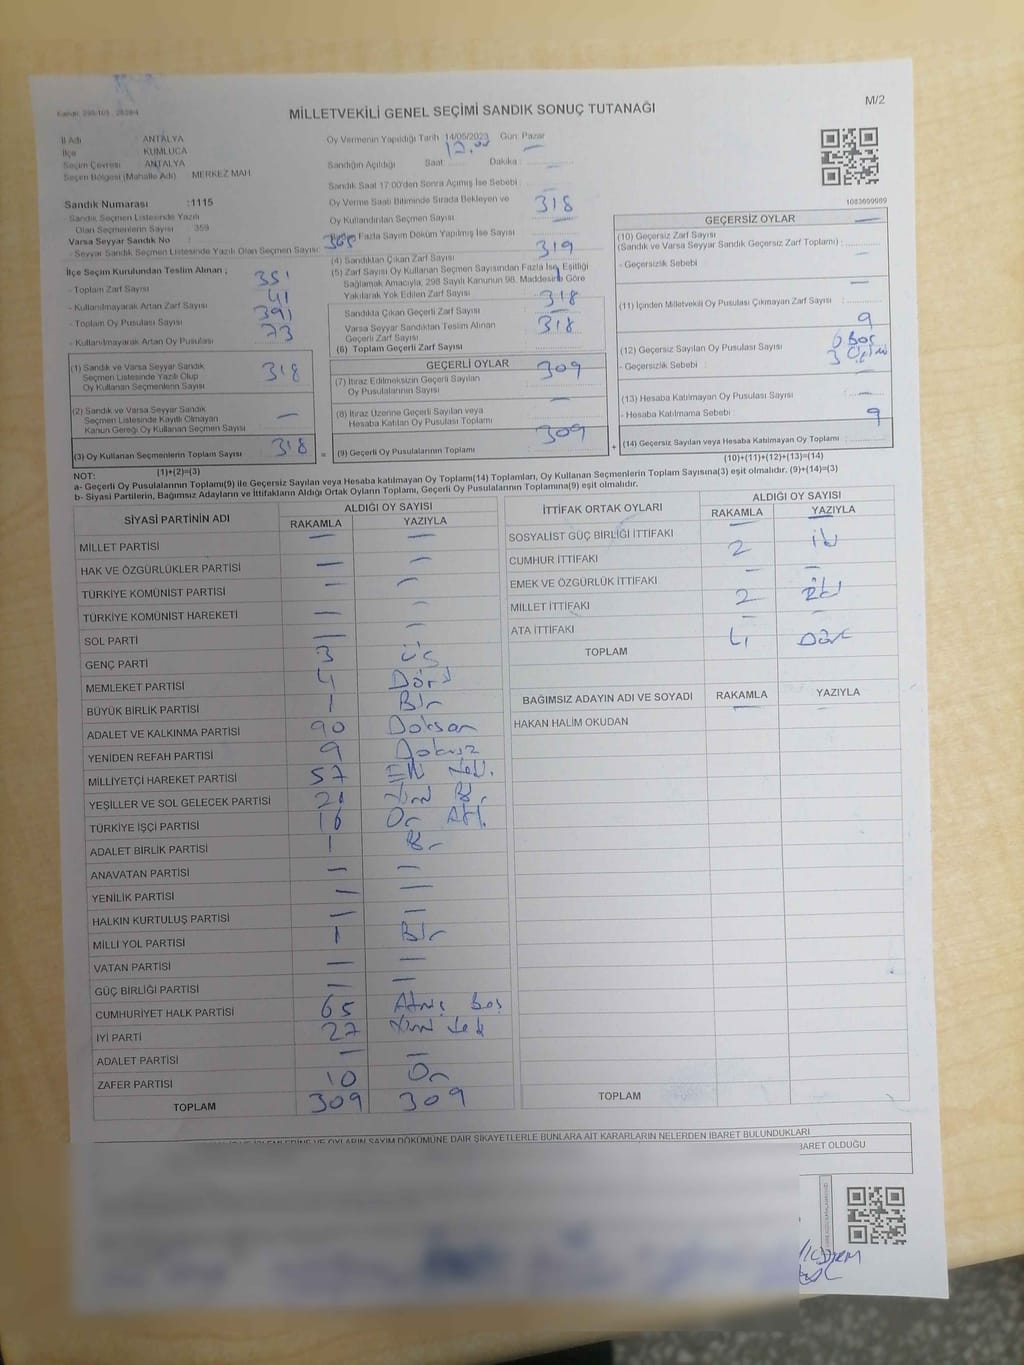 M/2
MİLLETVEKİLİ GENEL SEÇİMİ SANDIK SONUÇ TUTANAĞI
İl Adı : ANTALYA
İlçe : KUMLUCA
Seçim Çevresi : ANTALYA
Seçim Bölgesi (Mahalle Adı) MERKEZ MAH.
Sandık Numarası : 1115
- Sandık Seçmen Listesinde Yazılı
Olan Seçmenlerin Sayısı : 359
Varsa Seyyar Sandık No :
- Seyyar Sandık Seçmen Listesinde Yazılı Olan Seçmen Sayısı:
İlçe Seçim Kurulundan Teslim Alınan ;
- Toplam Zarf Sayısı
- Kullanılmayarak Artan Zarf Sayısı 41
- Toplam Oy Pusulası Sayısı 391
- Kullanılmayarak Artan Oy Pusulası 73
(1) Sandık ve Varsa Seyyar Sandık
Seçmen Listesinde Yazılı Olup
Oy Kullanan Seçmenlerin Sayısı 318
(2) Sandık ve Varsa Seyyar Sandık
Seçmen Listesinde Kayıtlı Olmayan
Kanun Gereği Oy Kullanan Seçmen Sayısı —
(3) Oy Kullanan Seçmenlerin Toplam Sayısı 318
(1)+(2)=(3)
Oy Vermenin Yapıldığı Tarih 14/05/2023 Gün: Pazar
Sandığın Açıldığı Saat: Dakika:
Sandık Saat 17:00'den Sonra Açılmış İse Sebebi :
Oy Verme Saati Bitiminde Sırada Bekleyen ve
Oy Kullandırılan Seçmen Sayısı 318
Fazla Sayım Döküm Yapılmış İse Sayısı
(4) Sandıktan Çıkan Zarf Sayısı 319
(5) Zarf Sayısı Oy Kullanan Seçmen Sayısından Fazla İse, Eşitliği
Sağlamak Amacıyla, 298 Sayılı Kanunun 98. Maddesine Göre
Yakılarak Yok Edilen Zarf Sayısı
Sandıkta Çıkan Geçerli Zarf Sayısı 318
Varsa Seyyar Sandıktan Teslim Alınan
Geçerli Zarf Sayısı
(6) Toplam Geçerli Zarf Sayısı 318
GEÇERLİ OYLAR
(7) İtiraz Edilmeksizin Geçerli Sayılan
Oy Pusulalarının Sayısı 309
(8) İtiraz Üzerine Geçerli Sayılan veya
Hesaba Katılan Oy Pusulası Toplamı
(9) Geçerli Oy Pusulalarının Toplamı 309
1083699989
GEÇERSİZ OYLAR
(10) Geçersiz Zarf Sayısı
(Sandık ve Varsa Seyyar Sandık Geçersiz Zarf Toplamı) : —
- Geçersizlik Sebebi : —
(11) İçinden Milletvekili Oy Pusulası Çıkmayan Zarf Sayısı : —
(12) Geçersiz Sayılan Oy Pusulası Sayısı : 9
- Geçersizlik Sebebi : 6 Boş
(13) Hesaba Katılmayan Oy Pusulası Sayısı : —
- Hesaba Katılmama Sebebi : —
(14) Geçersiz Sayılan veya Hesaba Katılmayan Oy Toplamı : 9
(10)+(11)+(12)+(13)=(14)
NOT:
a- Geçerli Oy Pusulalarının Toplamı(9) ile Geçersiz Sayılan veya Hesaba katılmayan Oy Toplamı(14) Toplamları, Oy Kullanan Seçmenlerin Toplam Sayısına(3) eşit olmalıdır. (9)+(14)=(3)
b- Siyasi Partilerin, Bağımsız Adayların ve İttifakların Aldığı Ortak Oyların Toplamı, Geçerli Oy Pusulalarının Toplamına(9) eşit olmalıdır.
SİYASİ PARTİNİN ADI ALDIĞI OY SAYISI
RAKAMLA YAZIYLA
MİLLET PARTİSİ — —
HAK VE ÖZGÜRLÜKLER PARTİSİ — —
TÜRKİYE KOMÜNİST PARTİSİ — —
TÜRKİYE KOMÜNİST HAREKETİ — —
SOL PARTİ — —
GENÇ PARTİ 3 üç
MEMLEKET PARTİSİ 4 Dört
BÜYÜK BİRLİK PARTİSİ 1 Bir
ADALET VE KALKINMA PARTİSİ 90 Doksan
YENİDEN REFAH PARTİSİ 9 Dokuz
MİLLİYETÇİ HAREKET PARTİSİ 57 Elli Yedi
YEŞİLLER VE SOL GELECEK PARTİSİ 21 Yirmi Bir
TÜRKİYE İŞÇİ PARTİSİ 16 On Altı
ADALET BİRLİK PARTİSİ 1 Bir
ANAVATAN PARTİSİ — —
YENİLİK PARTİSİ — —
HALKIN KURTULUŞ PARTİSİ — —
MİLLİ YOL PARTİSİ 1 Bir
VATAN PARTİSİ — —
GÜÇ BİRLİĞİ PARTİSİ — —
CUMHURİYET HALK PARTİSİ 65 Atmış beş
İYİ PARTİ 27 Yirmi Yedi
ADALET PARTİSİ — —
ZAFER PARTİSİ 10 On
TOPLAM 309 309
İTTİFAK ORTAK OYLARI ALDIĞI OY SAYISI
RAKAMLA YAZIYLA
SOSYALİST GÜÇ BİRLİĞİ İTTİFAKI — —
CUMHUR İTTİFAKI 2 iki
EMEK VE ÖZGÜRLÜK İTTİFAKI — —
MİLLET İTTİFAKI 2 iki
ATA İTTİFAKI — —
TOPLAM 4 Dört
BAĞIMSIZ ADAYIN ADI VE SOYADI RAKAMLA YAZIYLA
HAKAN HALİM OKUDAN — —
TOPLAM
OYLARIN SAYIM DÖKÜMÜNE DAİR ŞİKAYETLERLE BUNLARA AİT KARARLARIN NELERDEN İBARET BULUNDUKLARI
İBARET OLDUĞU